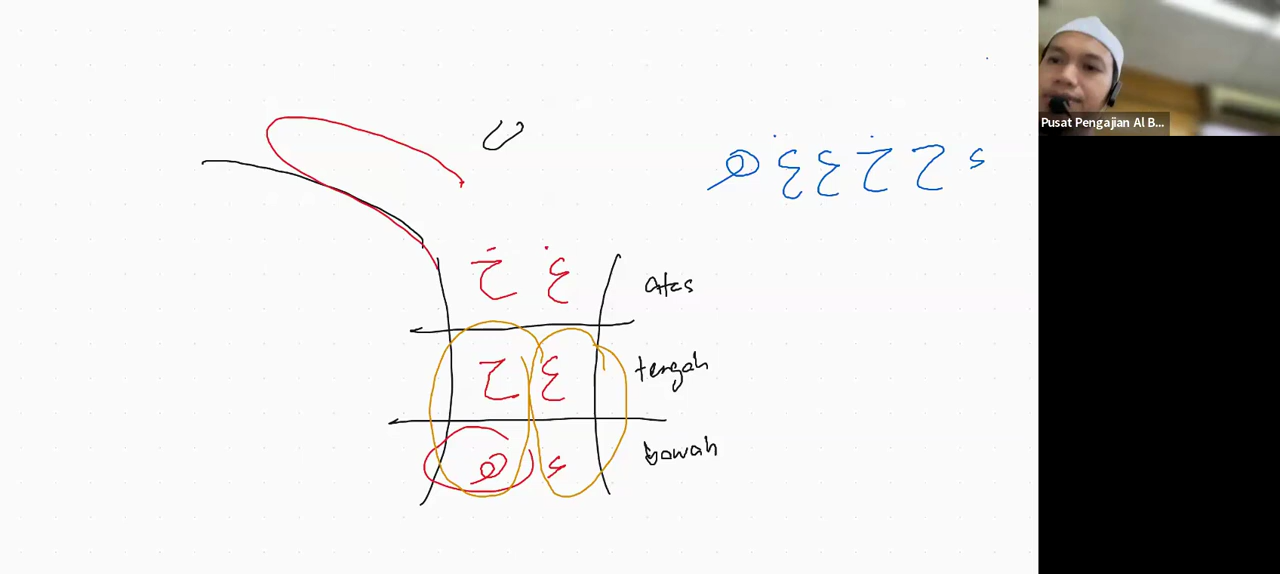 Pusat Pengajian Al B...
ء ح خ ع غ ه
غ خ Atas
ع ح tengah
ء ه bawah